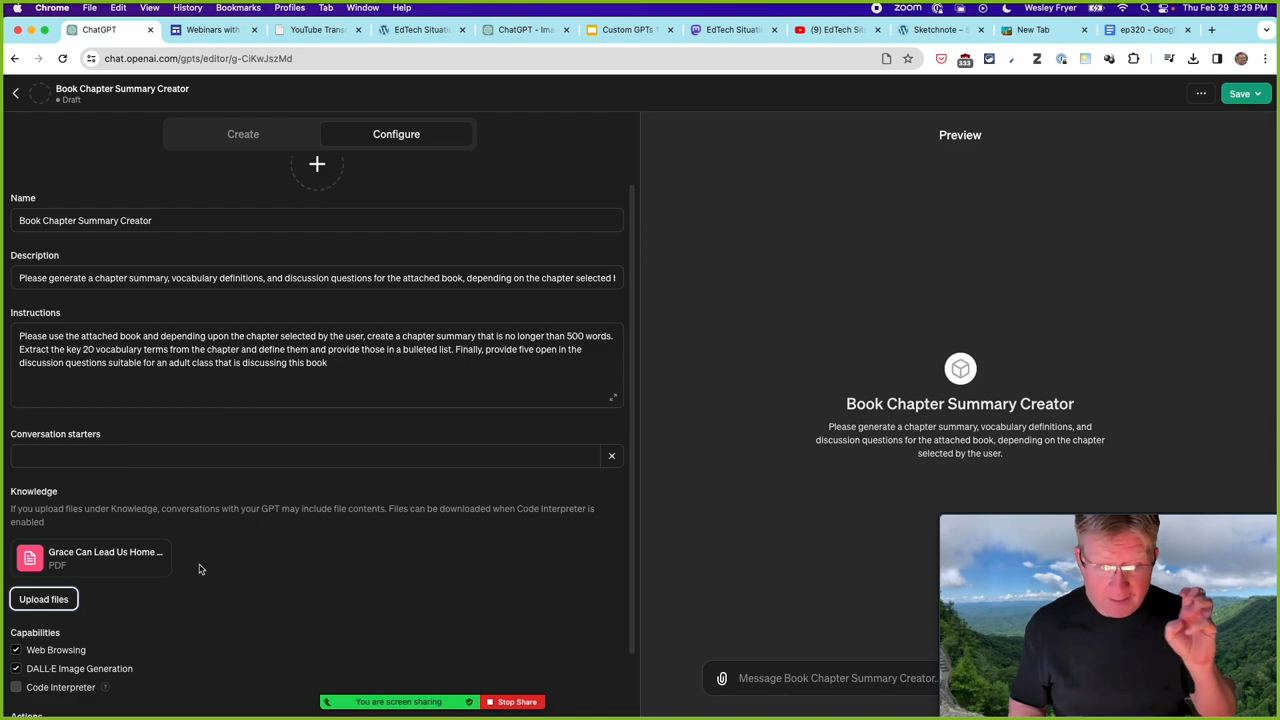 Chrome File Edit View History Bookmarks Profiles Tab Window Help zoom Wesley Fryer Thu Feb 29 8:29 PM
ChatGPT Webinars with YouTube Trans EdTech Situati ChatGPT - Ima Custom GPTs EdTech Situati (9) EdTech Sit Sketchnote – S New Tab ep320 - Googl
chat.openai.com/gpts/editor/g-CiKwJszMd 333
Book Chapter Summary Creator
Draft
Save
Create Configure
Preview
Name
Book Chapter Summary Creator
Description
Please generate a chapter summary, vocabulary definitions, and discussion questions for the attached book, depending on the chapter selected b
Instructions
Please use the attached book and depending upon the chapter selected by the user, create a chapter summary that is no longer than 500 words.
Extract the key 20 vocabulary terms from the chapter and define them and provide those in a bulleted list. Finally, provide five open in the
discussion questions suitable for an adult class that is discussing this book
Conversation starters
Knowledge
If you upload files under Knowledge, conversations with your GPT may include file contents. Files can be downloaded when Code Interpreter is
enabled
Grace Can Lead Us Home ...
PDF
Upload files
Capabilities
Web Browsing
DALL·E Image Generation
Code Interpreter ?
Actions
Book Chapter Summary Creator
Please generate a chapter summary, vocabulary definitions, and
discussion questions for the attached book, depending on the chapter
selected by the user.
Message Book Chapter Summary Creator...
You are screen sharing Stop Share